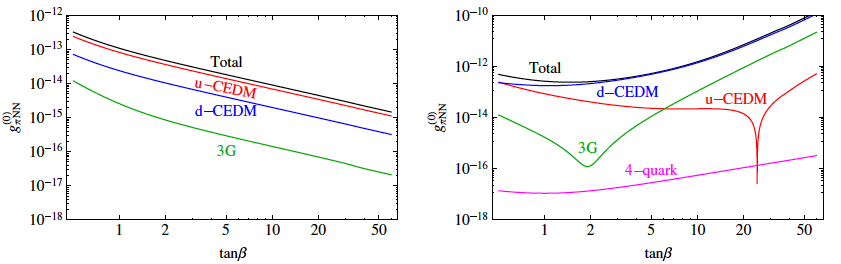 10⁻¹²
10⁻¹³
10⁻¹⁴
10⁻¹⁵
10⁻¹⁶
10⁻¹⁷
10⁻¹⁸
g⁽⁰⁾πNN
Total
u−CEDM
d−CEDM
3G
1 2 5 10 20 50
tanβ
10⁻¹⁰
10⁻¹²
10⁻¹⁴
10⁻¹⁶
10⁻¹⁸
g⁽⁰⁾πNN
Total
d−CEDM
u−CEDM
3G
4−quark
1 2 5 10 20 50
tanβ